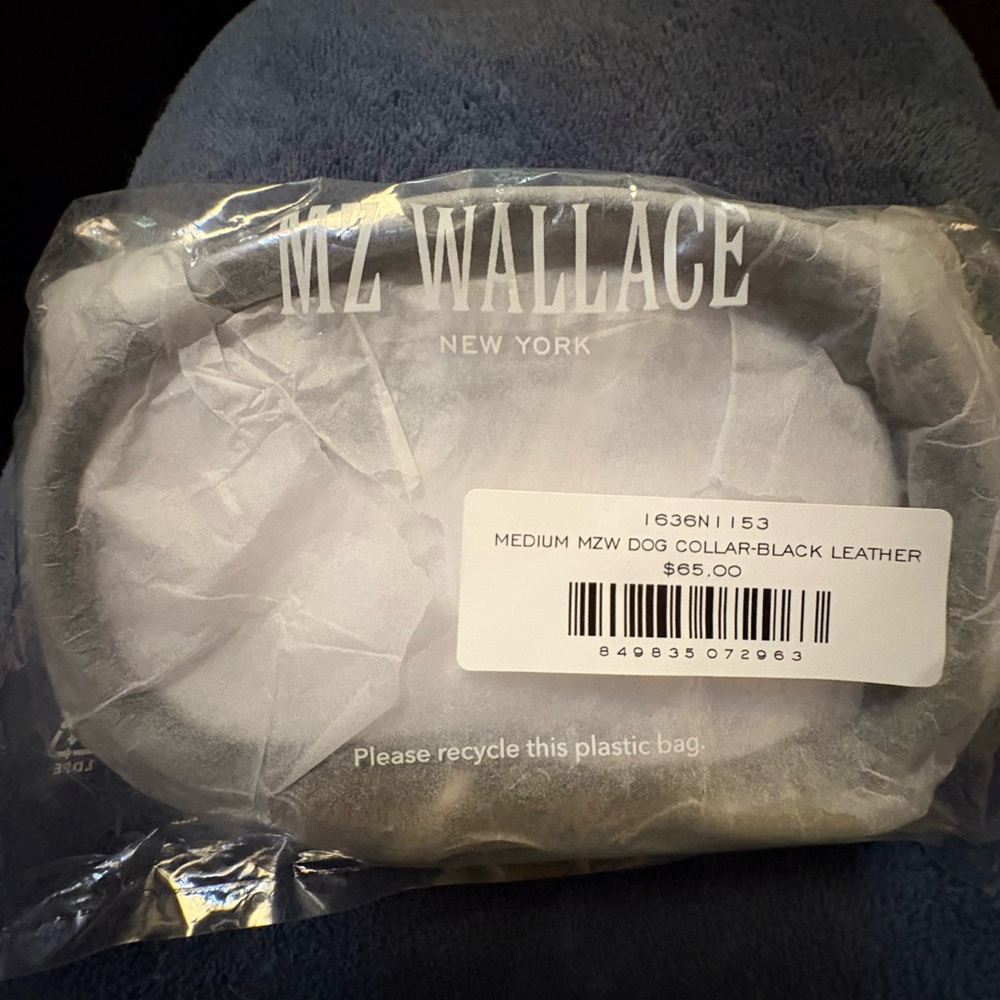 MZ WALLACE
NEW YORK
1636N1153
MEDIUM MZW DOG COLLAR-BLACK LEATHER
$65.00
849835 072963
Please recycle this plastic bag.
LDPE